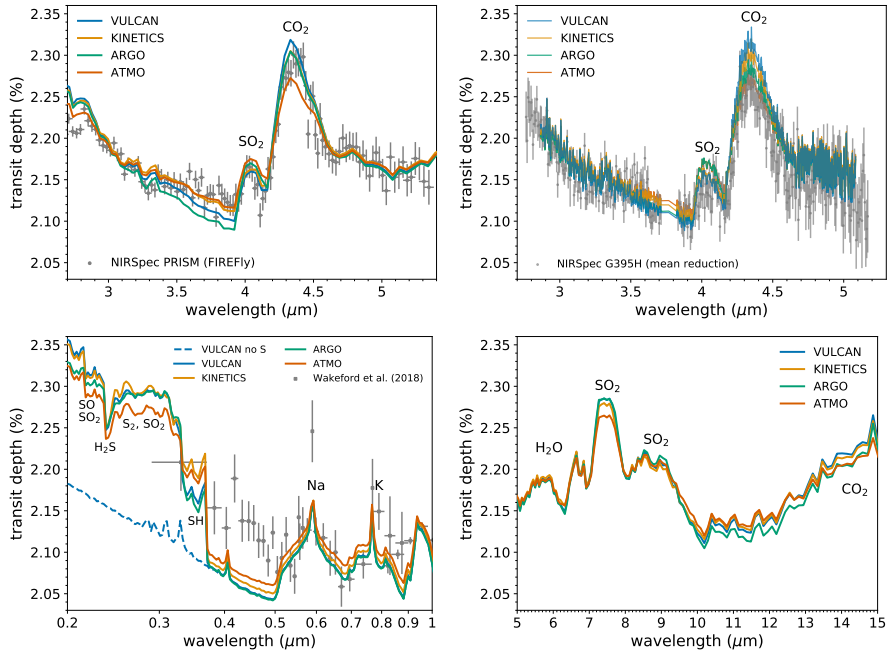 2.35
2.30
2.25
2.20
2.15
2.10
2.05
transit depth (%)
VULCAN
KINETICS
ARGO
ATMO
CO₂
SO₂
NIRSpec PRISM (FIREFly)
3
3.5
4
4.5
5
wavelength (μm)
2.35
2.30
2.25
2.20
2.15
2.10
2.05
transit depth (%)
VULCAN
KINETICS
ARGO
ATMO
CO₂
SO₂
NIRSpec G395H (mean reduction)
3
3.5
4
4.5
5
wavelength (μm)
2.35
2.30
2.25
2.20
2.15
2.10
2.05
transit depth (%)
VULCAN no S
VULCAN
KINETICS
ARGO
ATMO
Wakeford et al. (2018)
SO
SO₂
H₂S
S₂, SO₂
SH
Na
K
0.2
0.3
0.4
0.5
0.6
0.7
0.8
0.9
1
wavelength (μm)
2.35
2.30
2.25
2.20
2.15
2.10
2.05
transit depth (%)
VULCAN
KINETICS
ARGO
ATMO
H₂O
SO₂
SO₂
CO₂
5
6
7
8
9
10
11
12
13
14
15
wavelength (μm)